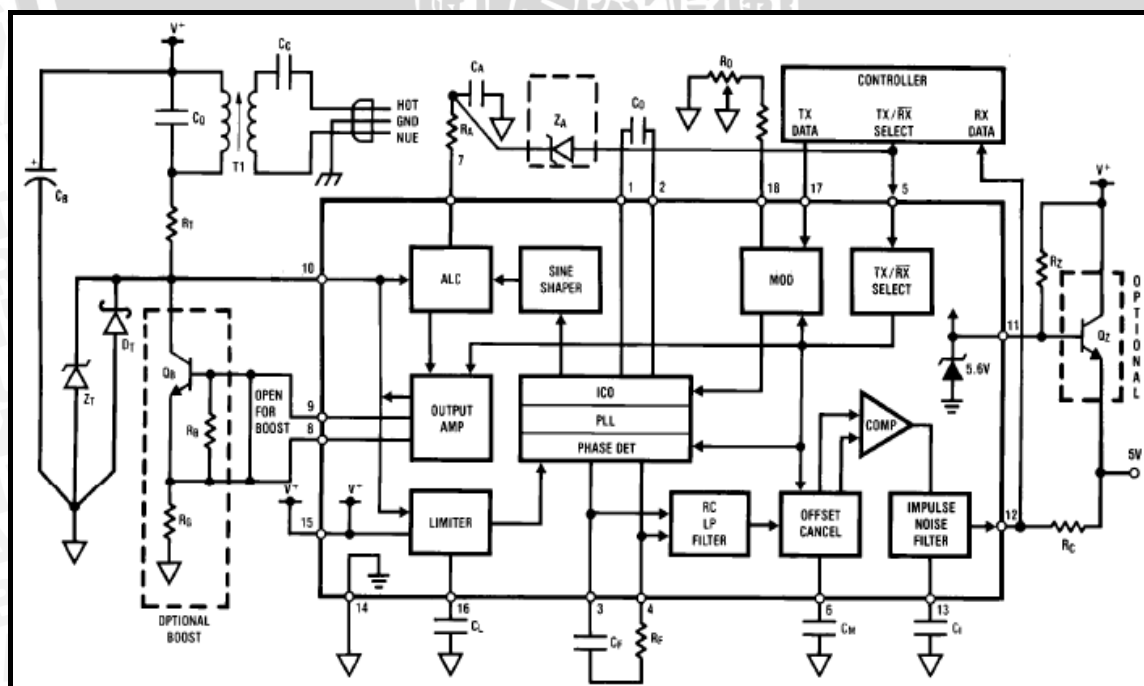 V+
CC
CA
RO
CONTROLLER
CQ
ZA
CO
TX DATA
TX/RX SELECT
RX DATA
HOT
GND
NUE
RA
V+
T1
7
CB
1
2
18
17
5
RT
RZ
OPTIONAL
10
ALC
SINE SHAPER
MOD
TX/RX SELECT
11
QZ
DT
5.6V
ZT
QB
OPEN FOR BOOST
9
8
OUTPUT AMP
ICO
PLL
PHASE DET
COMP
RB
5V
V+
V+
15
LIMITER
RC LP FILTER
OFFSET CANCEL
IMPULSE NOISE FILTER
12
RC
RG
14
16
3
4
6
13
OPTIONAL BOOST
CL
CF
RF
CM
CI